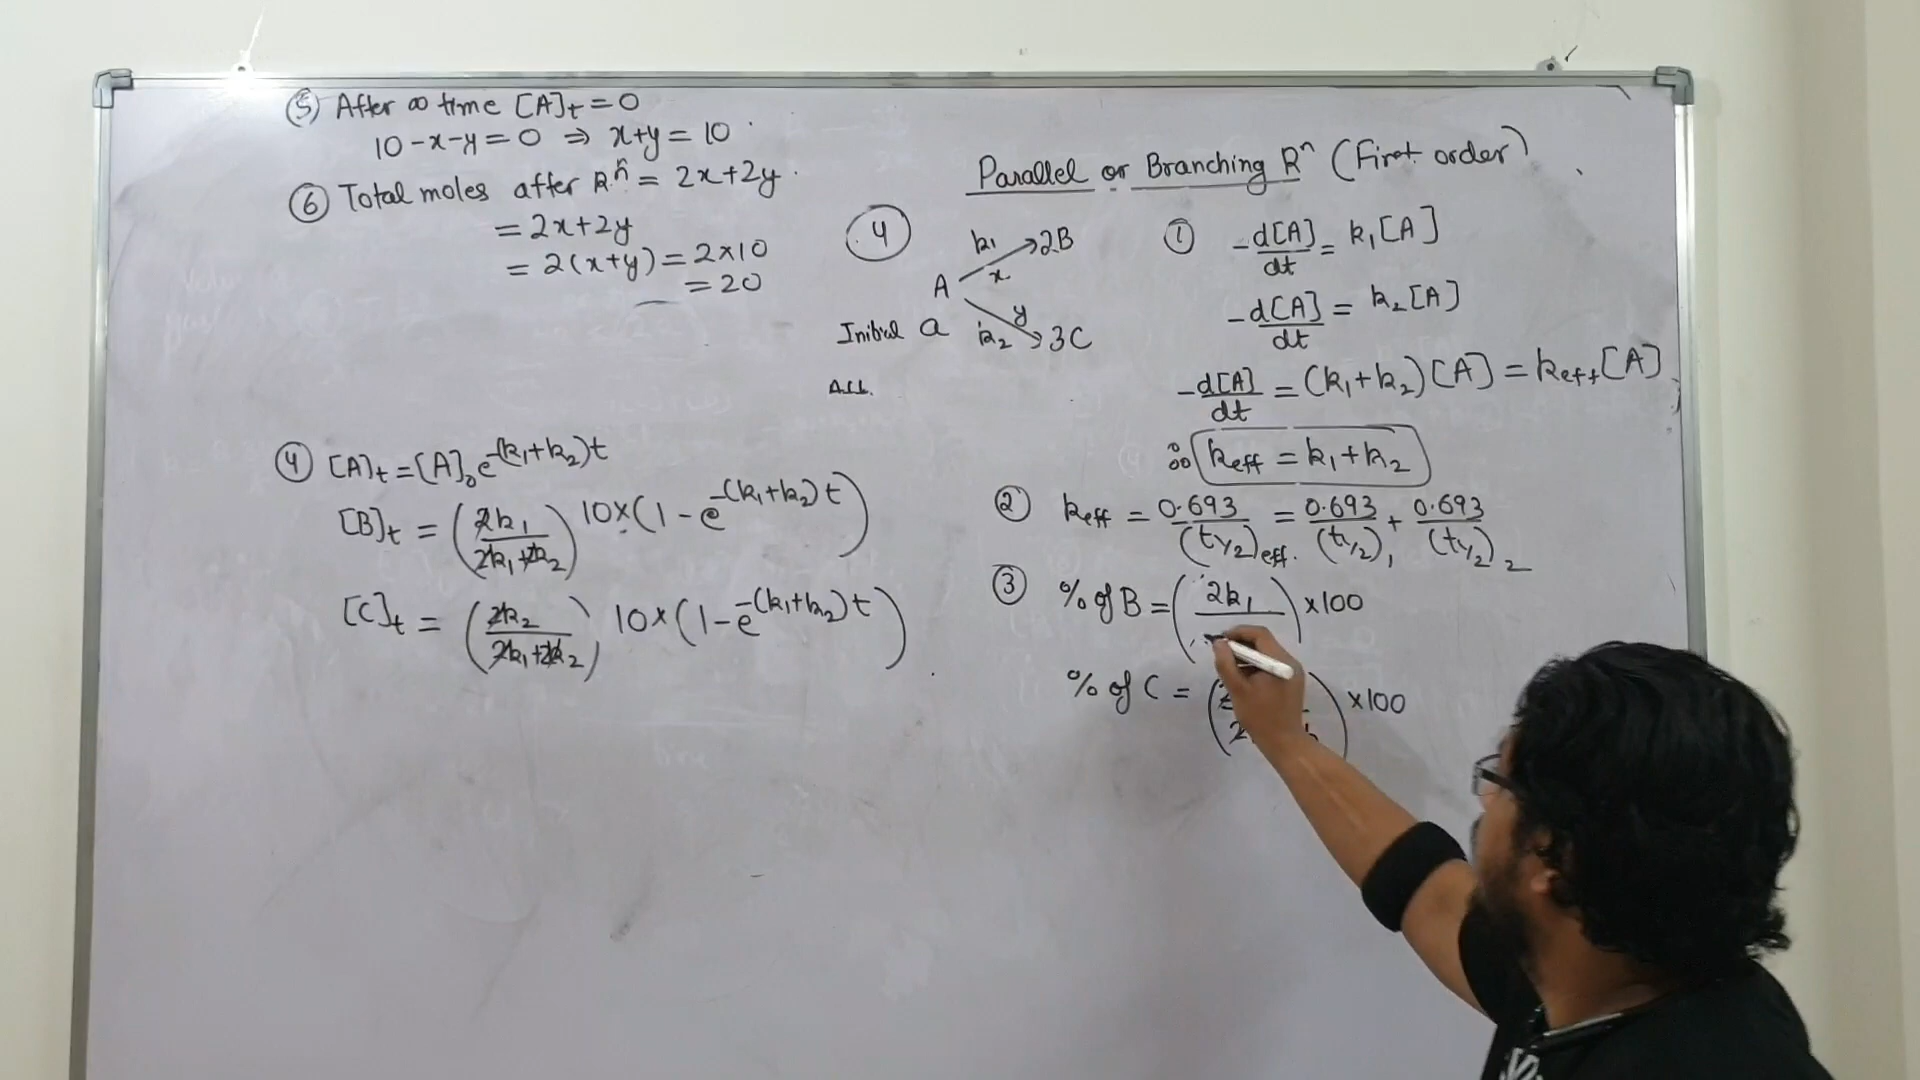 ⑤ After ∞ time [A]t = 0
10-x-y = 0 ⇒ x+y = 10
⑥ Total moles after Rⁿ = 2x+2y
= 2x+2y
= 2(x+y) = 2×10
= 20
④ [A]t = [A]₀ e^-(k₁+k₂)t
[B]t = (2k₁ / 2k₁+2k₂) 10×(1 - e^-(k₁+k₂)t)
[C]t = (2k₂ / 2k₁+2k₂) 10×(1 - e^-(k₁+k₂)t)
Parallel or Branching Rⁿ (First order)
④
k₁ → 2B
x
A
y
Initial a k₂ → 3C
① -d[A]/dt = k₁[A]
-d[A]/dt = k₂[A]
-d[A]/dt = (k₁+k₂)[A] = keff[A]
keff = k₁+k₂
② keff = 0.693/(t½)eff. = 0.693/(t½)₁ + 0.693/(t½)₂
③ % of B = (2k₁ / ) ×100
% of C = ( ) ×100